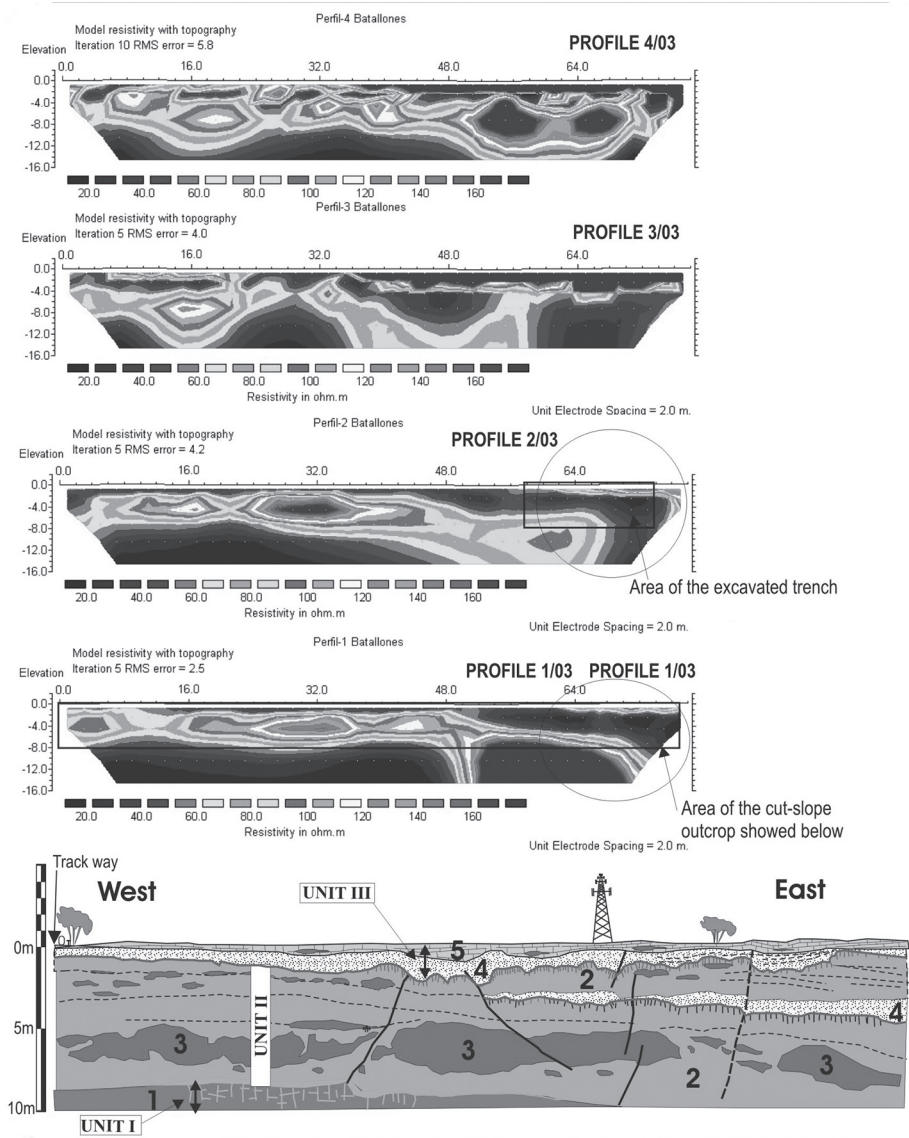 Perfil-4 Batallones
Model resistivity with topography
Iteration 10 RMS error = 5.8
PROFILE 4/03
Elevation
0.0 16.0 32.0 48.0 64.0
0.0
-4.0
-8.0
-12.0
-16.0
20.0 40.0 60.0 80.0 100 120 140 160
Perfil-3 Batallones
Model resistivity with topography
Iteration 5 RMS error = 4.0
PROFILE 3/03
Elevation
0.0 16.0 32.0 48.0 64.0
0.0
-4.0
-8.0
-12.0
-16.0
20.0 40.0 60.0 80.0 100 120 140 160
Resistivity in ohm.m
Unit Electrode Spacing = 2.0 m.
Perfil-2 Batallones
Model resistivity with topography
Iteration 5 RMS error = 4.2
PROFILE 2/03
Elevation
0.0 16.0 32.0 48.0 64.0
0.0
-4.0
-8.0
-12.0
-16.0
Area of the excavated trench
20.0 40.0 60.0 80.0 100 120 140 160
Resistivity in ohm.m
Unit Electrode Spacing = 2.0 m.
Perfil-1 Batallones
Model resistivity with topography
Iteration 5 RMS error = 2.5
PROFILE 1/03 PROFILE 1/03
Elevation
0.0 16.0 32.0 48.0 64.0
0.0
-4.0
-8.0
-12.0
-16.0
20.0 40.0 60.0 80.0 100 120 140 160
Area of the cut-slope
outcrop showed below
Resistivity in ohm.m
Unit Electrode Spacing = 2.0 m.
Track way
West
UNIT III
East
0m
5
4
2
UNIT II
4
5m
3
3
2
3
1
10m
UNIT I